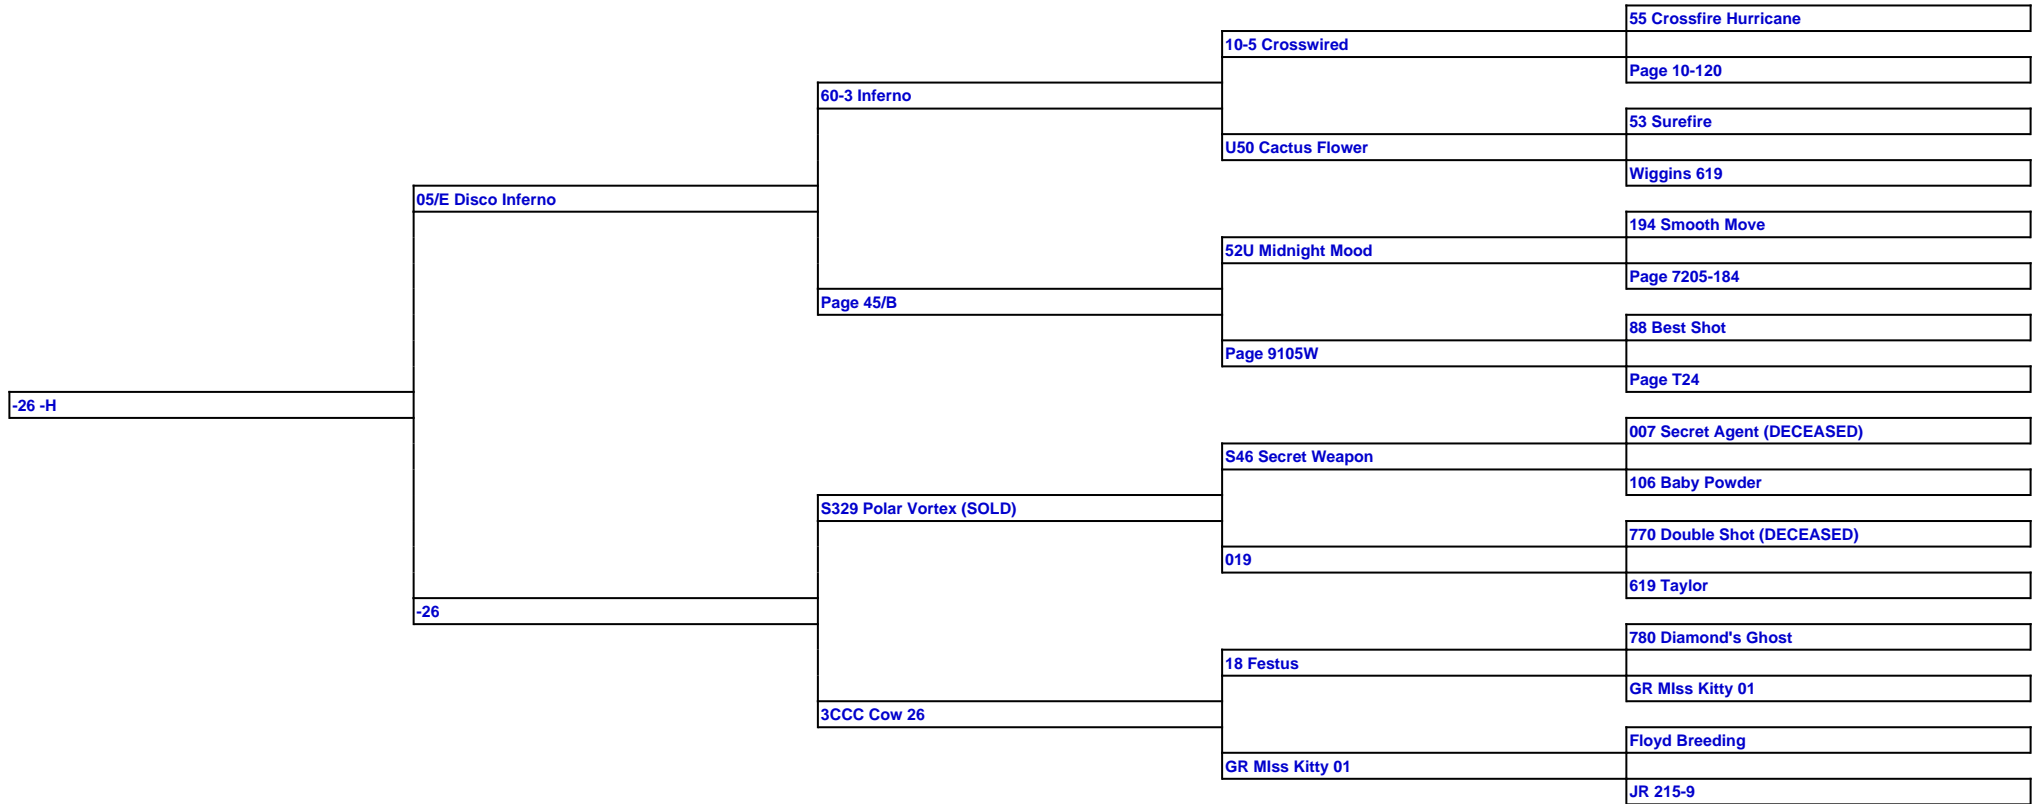 55 Crossfire Hurricane
10-5 Crosswired
Page 10-120
60-3 Inferno
53 Surefire
U50 Cactus Flower
Wiggins 619
05/E Disco Inferno
194 Smooth Move
52U Midnight Mood
Page 7205-184
Page 45/B
88 Best Shot
Page 9105W
Page T24
-26 -H
007 Secret Agent (DECEASED)
S46 Secret Weapon
106 Baby Powder
S329 Polar Vortex (SOLD)
770 Double Shot (DECEASED)
019
619 Taylor
-26
780 Diamond's Ghost
18 Festus
GR MIss Kitty 01
3CCC Cow 26
Floyd Breeding
GR MIss Kitty 01
JR 215-9